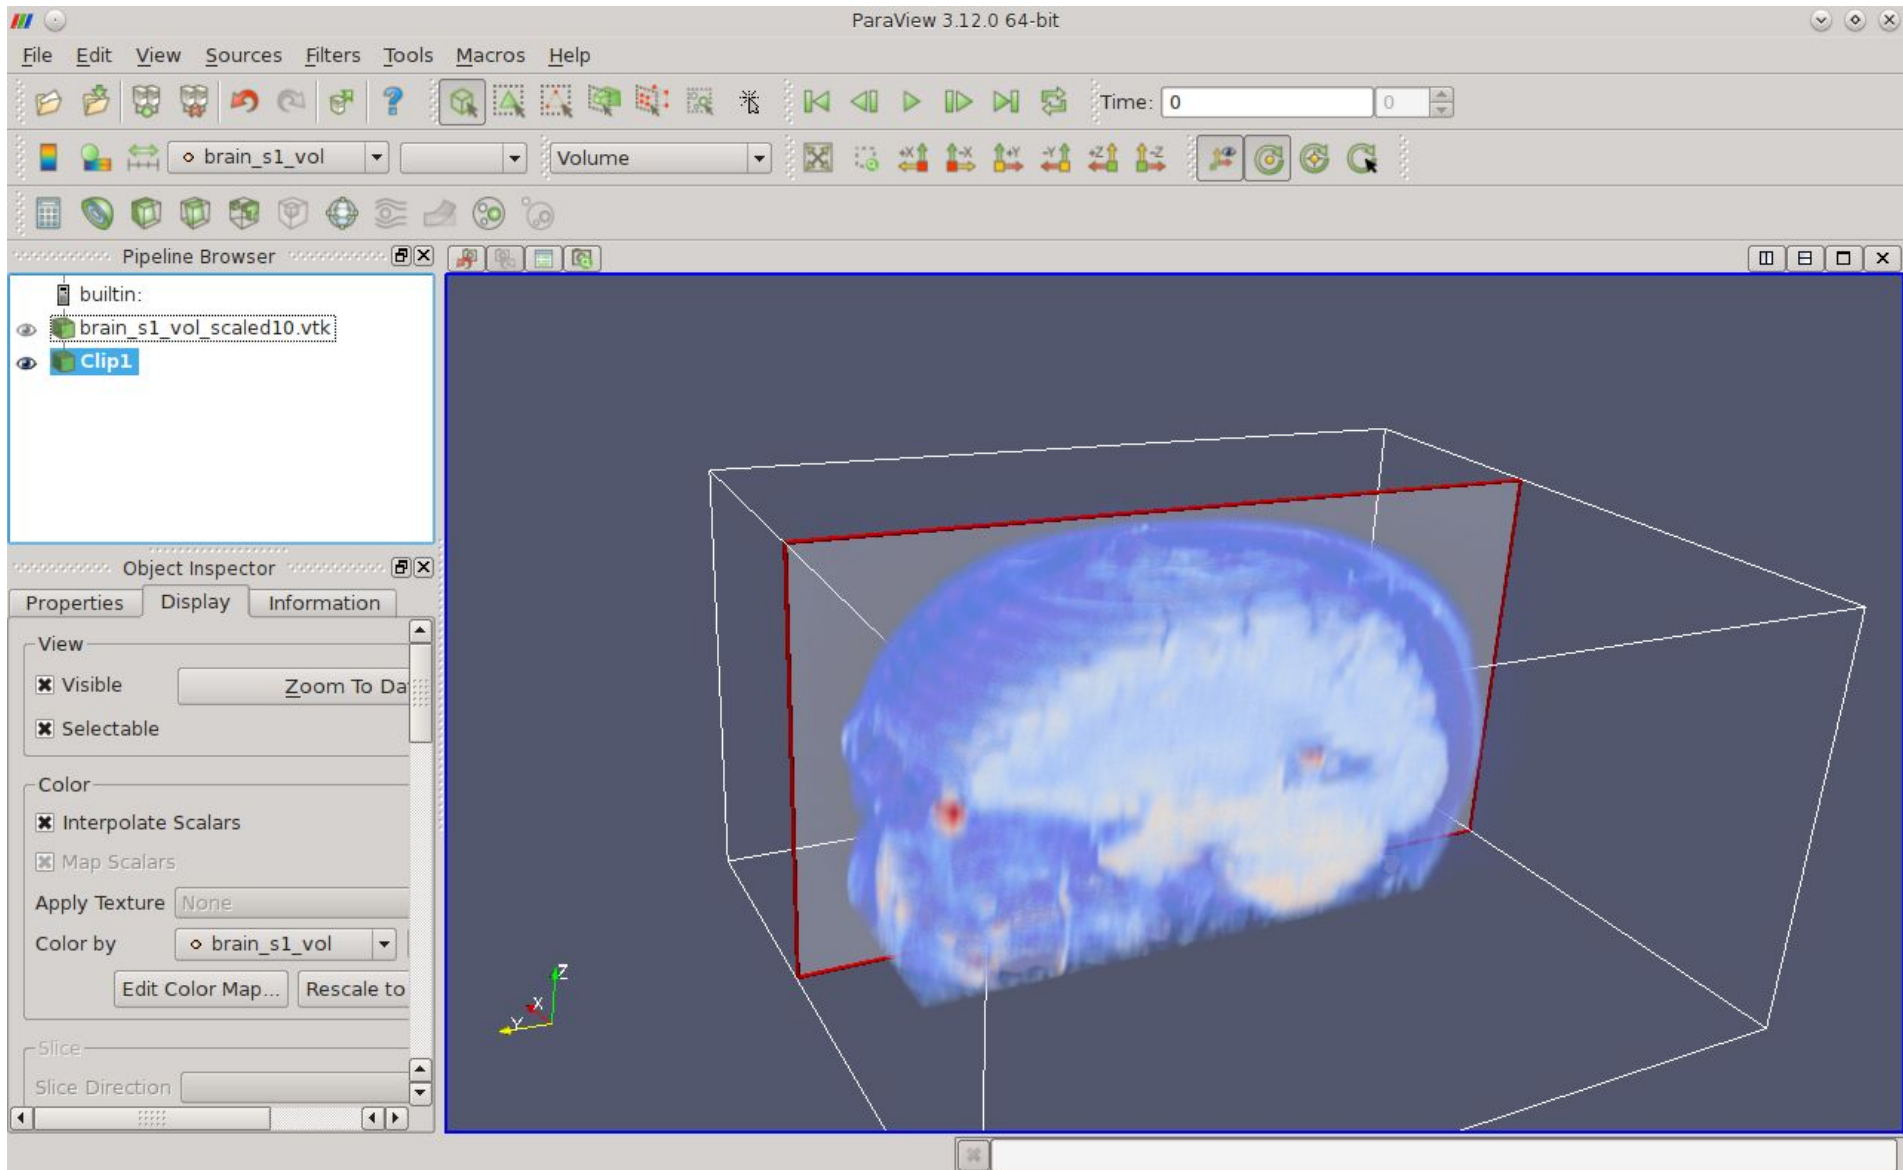 ParaView 3.12.0 64-bit
File Edit View Sources Filters Tools Macros Help
Time: 0 0
brain_s1_vol Volume +X -X +Y -Y +Z -Z
Pipeline Browser
builtin:
brain_s1_vol_scaled10.vtk
Clip1
Object Inspector
Properties Display Information
View
Visible Zoom To Dat
Selectable
Color
Interpolate Scalars
Map Scalars
Apply Texture None
Color by brain_s1_vol
Edit Color Map... Rescale to
Slice
Slice Direction
Z
X
Y